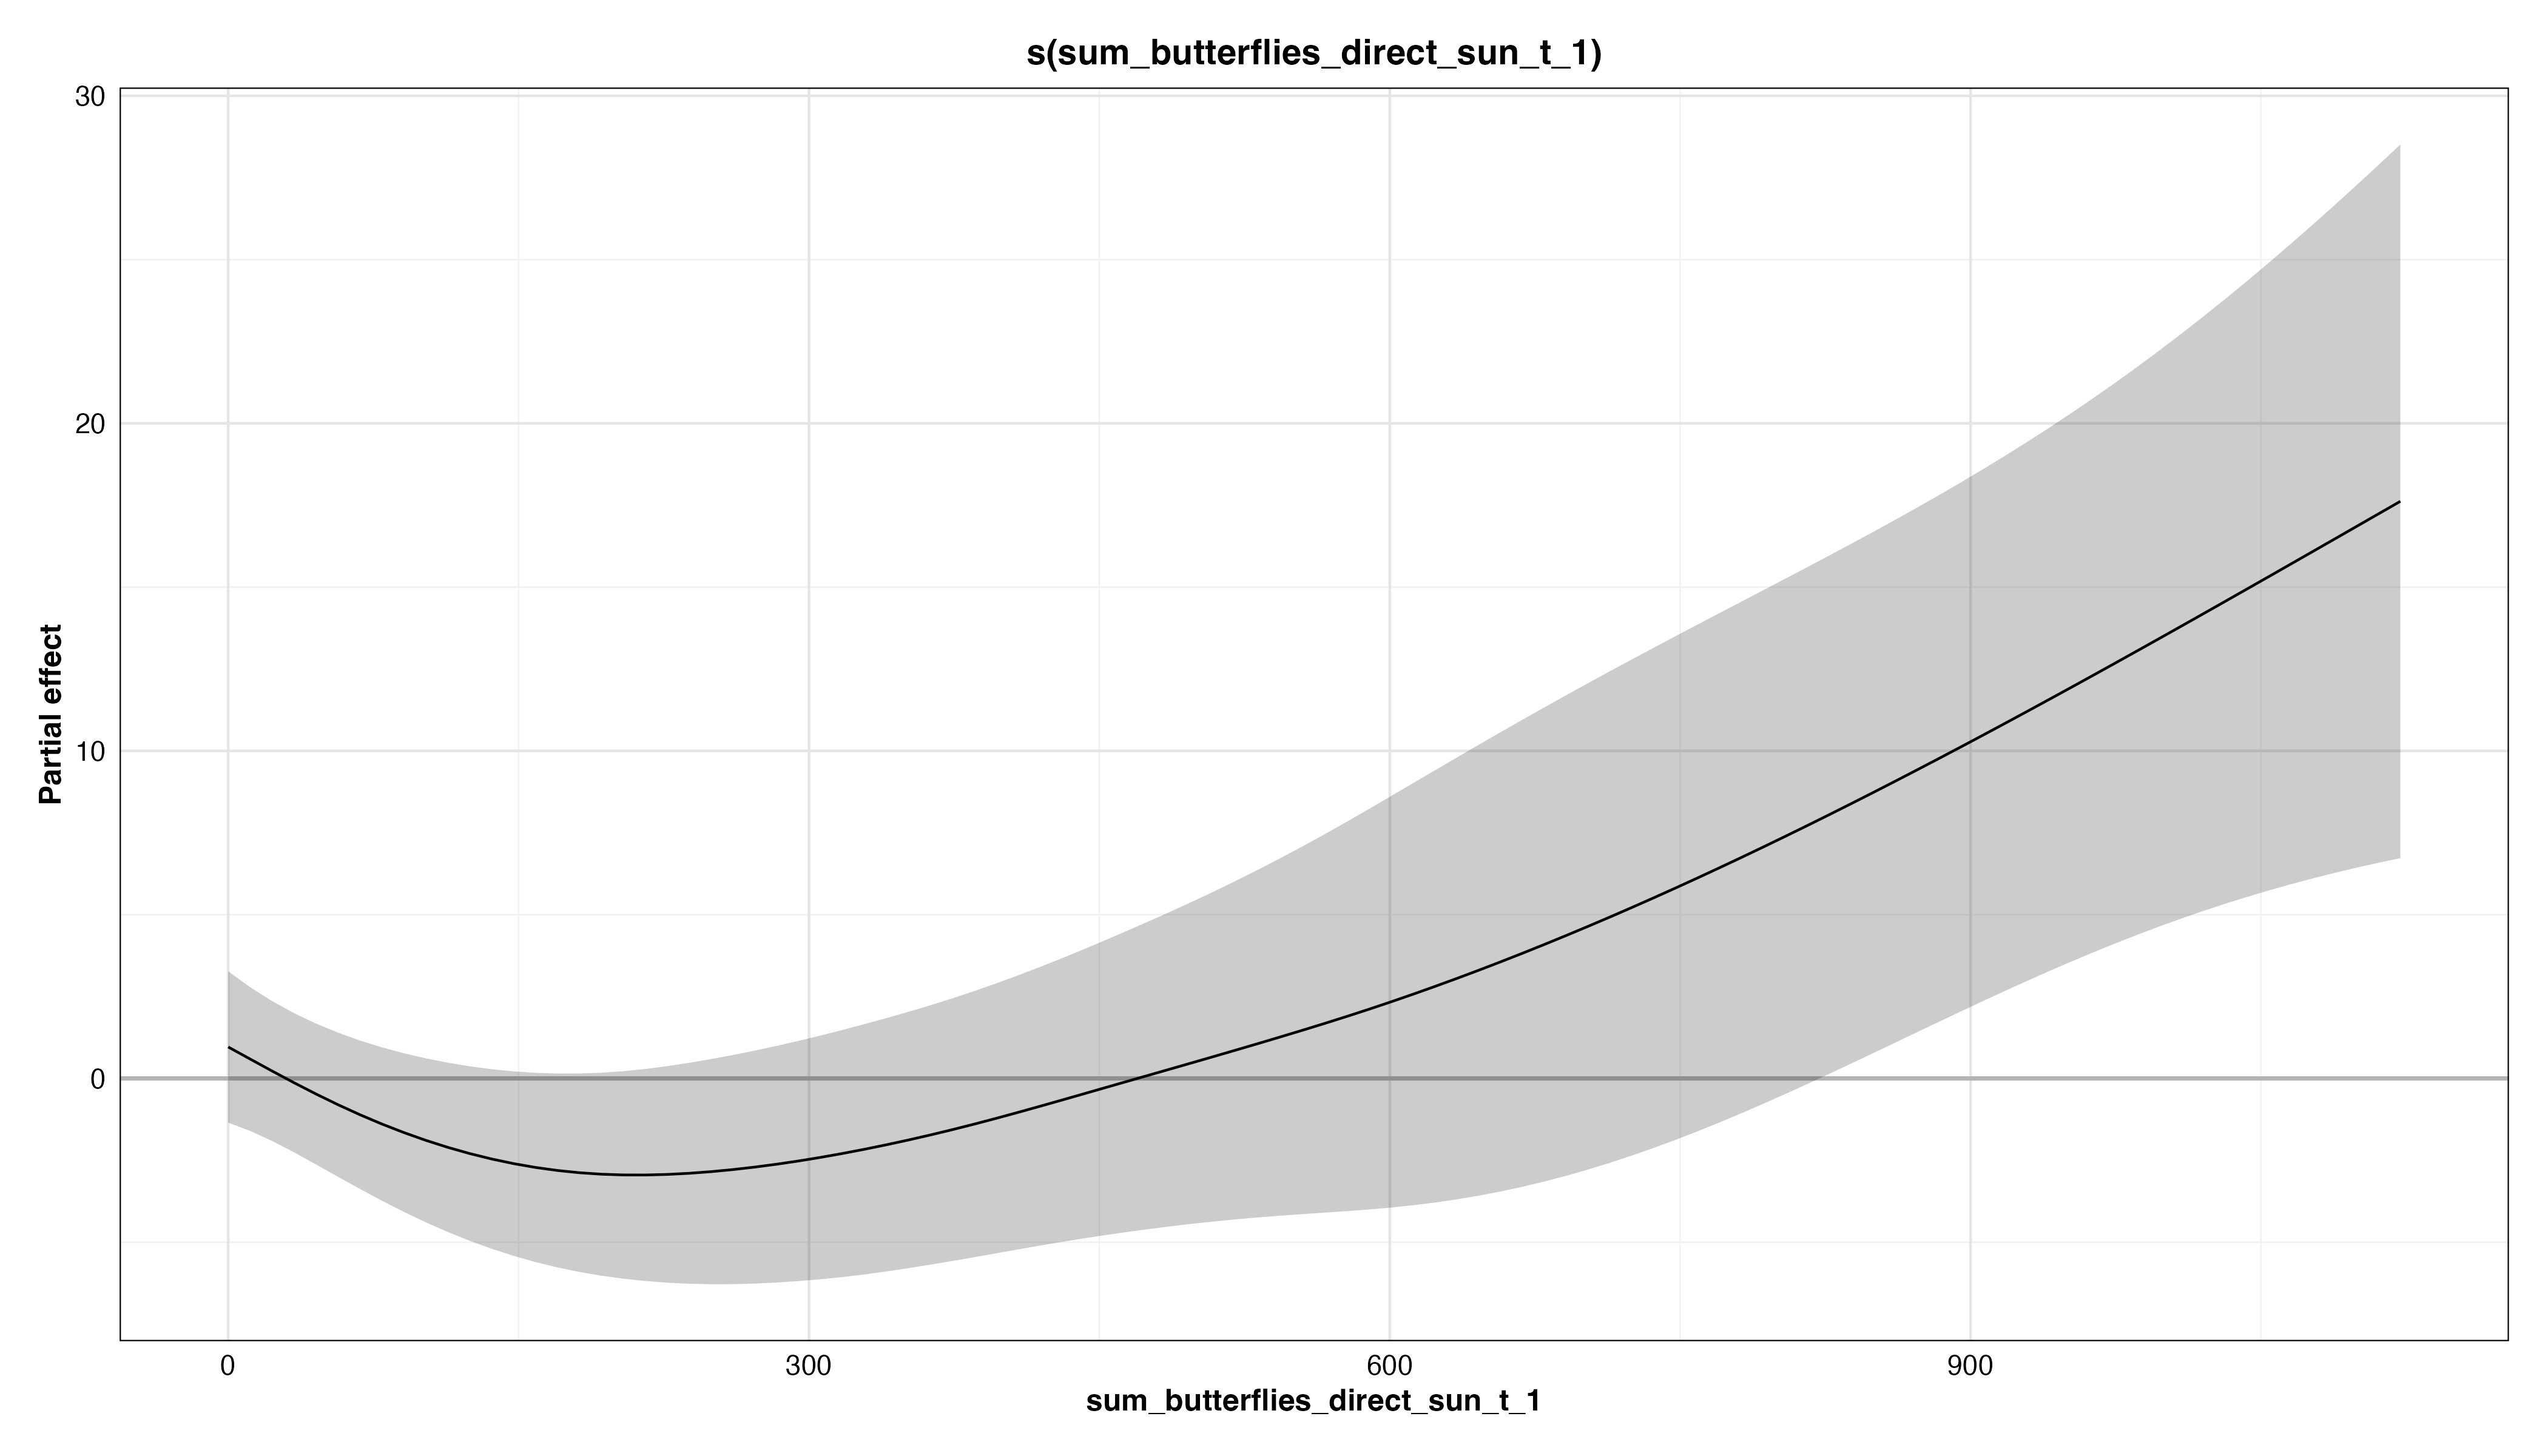 s(sum_butterflies_direct_sun_t_1)
30
20
10
0
Partial effect
0
300
600
900
sum_butterflies_direct_sun_t_1